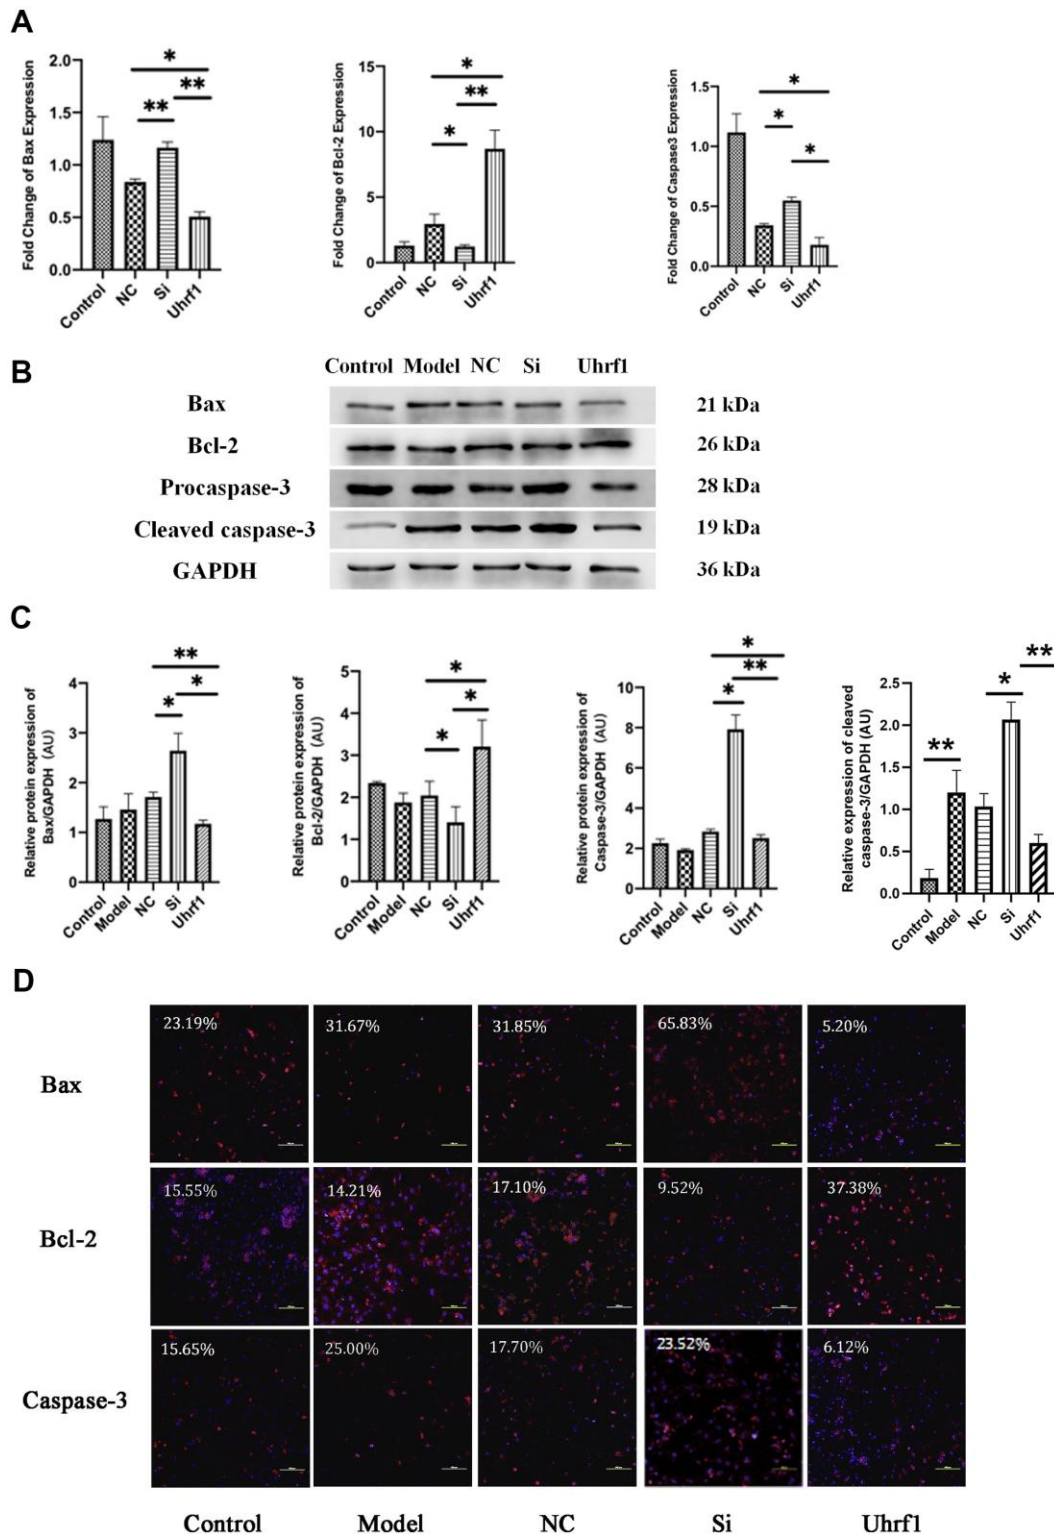 A
Fold Change of Bax Expression
2.0
1.5
1.0
0.5
0.0
*
**
**
Control
NC
Si
Uhrf1
Fold Change of Bcl-2 Expression
15
10
5
0
*
**
*
Control
NC
Si
Uhrf1
Fold Change of Caspase3 Expression
1.5
1.0
0.5
0.0
*
*
*
Control
NC
Si
Uhrf1
B
Control Model NC Si Uhrf1
Bax 21 kDa
Bcl-2 26 kDa
Procaspase-3 28 kDa
Cleaved caspase-3 19 kDa
GAPDH 36 kDa
C
Relative protein expression of
Bax/GAPDH (AU)
4
3
2
1
0
**
*
*
Control
Model
NC
Si
Uhrf1
Relative protein expression of
Bcl-2/GAPDH (AU)
5
4
3
2
1
0
*
*
*
Control
Model
NC
Si
Uhrf1
Relative protein expression of
Caspase-3/GAPDH (AU)
10
8
6
4
2
0
*
**
*
Control
Model
NC
Si
Uhrf1
Relative expression of cleaved
caspase-3/GAPDH (AU)
2.5
2.0
1.5
1.0
0.5
0.0
**
*
**
Control
Model
NC
Si
Uhrf1
D
Bax
23.19% 31.67% 31.85% 65.83% 5.20%
Bcl-2
15.55% 14.21% 17.10% 9.52% 37.38%
Caspase-3
15.65% 25.00% 17.70% 23.52% 6.12%
Control Model NC Si Uhrf1